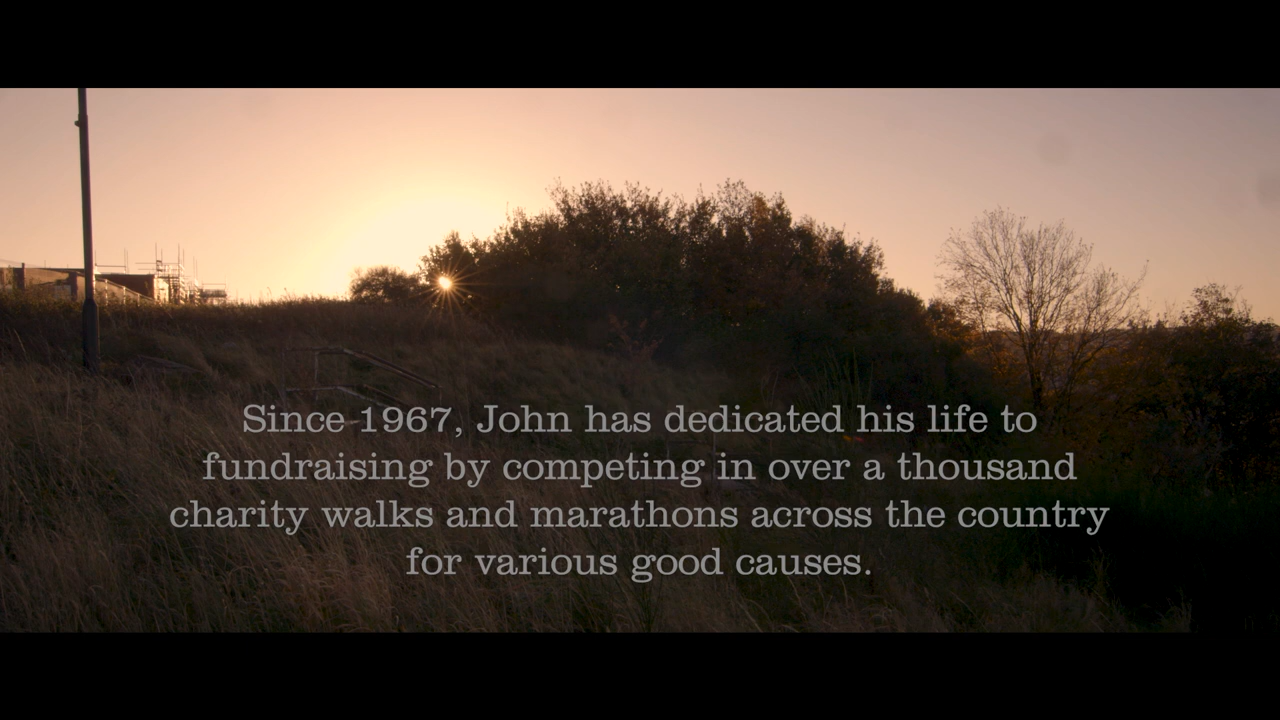 Since 1967, John has dedicated his life to
fundraising by competing in over a thousand
charity walks and marathons across the country
for various good causes.